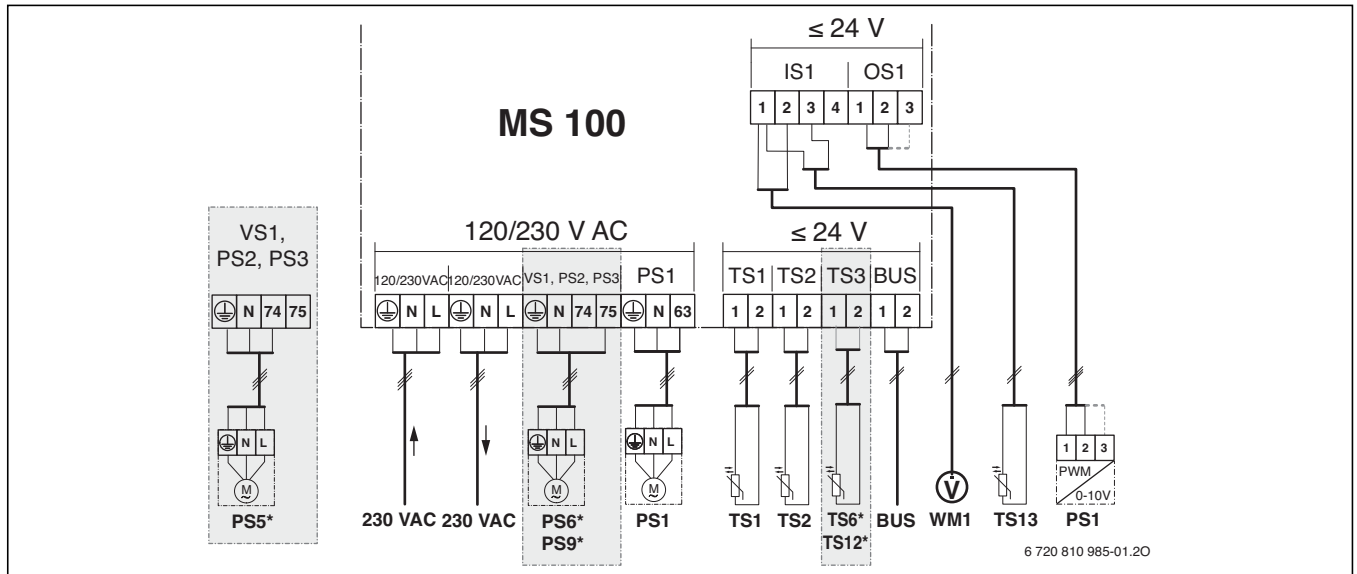 ≤ 24 V
IS1 OS1
1 2 3 4 1 2 3
MS 100
VS1,
PS2, PS3
120/230 V AC ≤ 24 V
120/230VAC 120/230VAC VS1, PS2, PS3 PS1 TS1 TS2 TS3 BUS
N 74 75 N L N L N 74 75 N 63 1 2 1 2 1 2 1 2
N L N L N L 1 2 3
PWM
0-10V
M M M V
PS5* 230 VAC 230 VAC PS6* PS1 TS1 TS2 TS6* BUS WM1 TS13 PS1
PS9* TS12*
6 720 810 985-01.2O